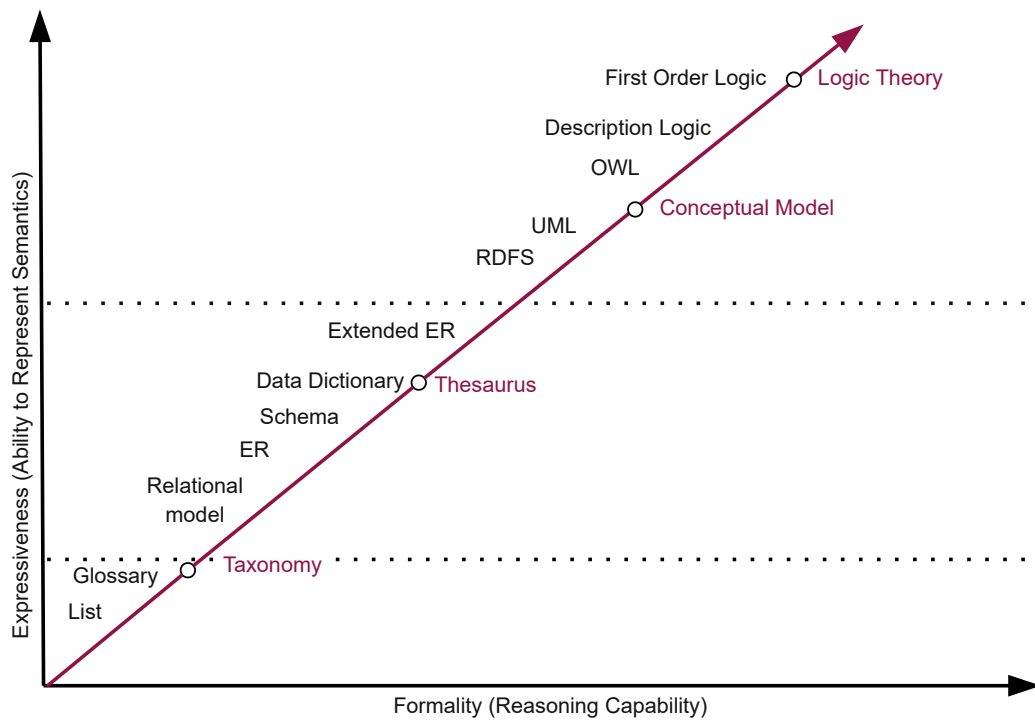 First Order Logic
Logic Theory
Description Logic
OWL
Conceptual Model
UML
RDFS
Extended ER
Data Dictionary
Thesaurus
Schema
ER
Relational
model
Taxonomy
Glossary
List
Expressiveness (Ability to Represent Semantics)
Formality (Reasoning Capability)